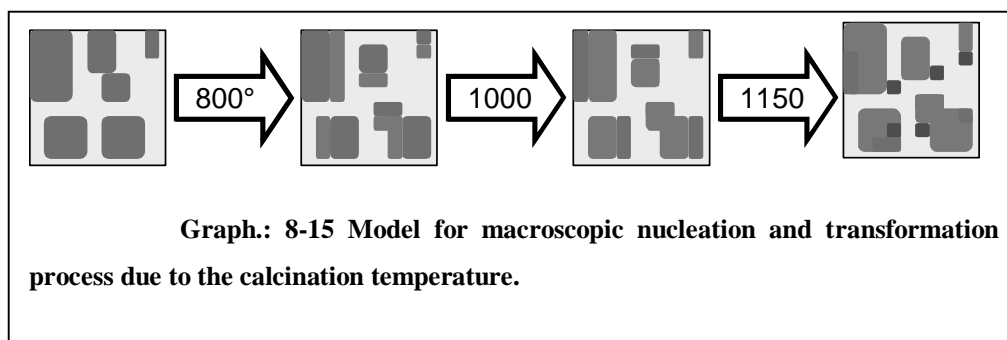 800° 1000 1150
Graph.: 8-15 Model for macroscopic nucleation and transformation
process due to the calcination temperature.